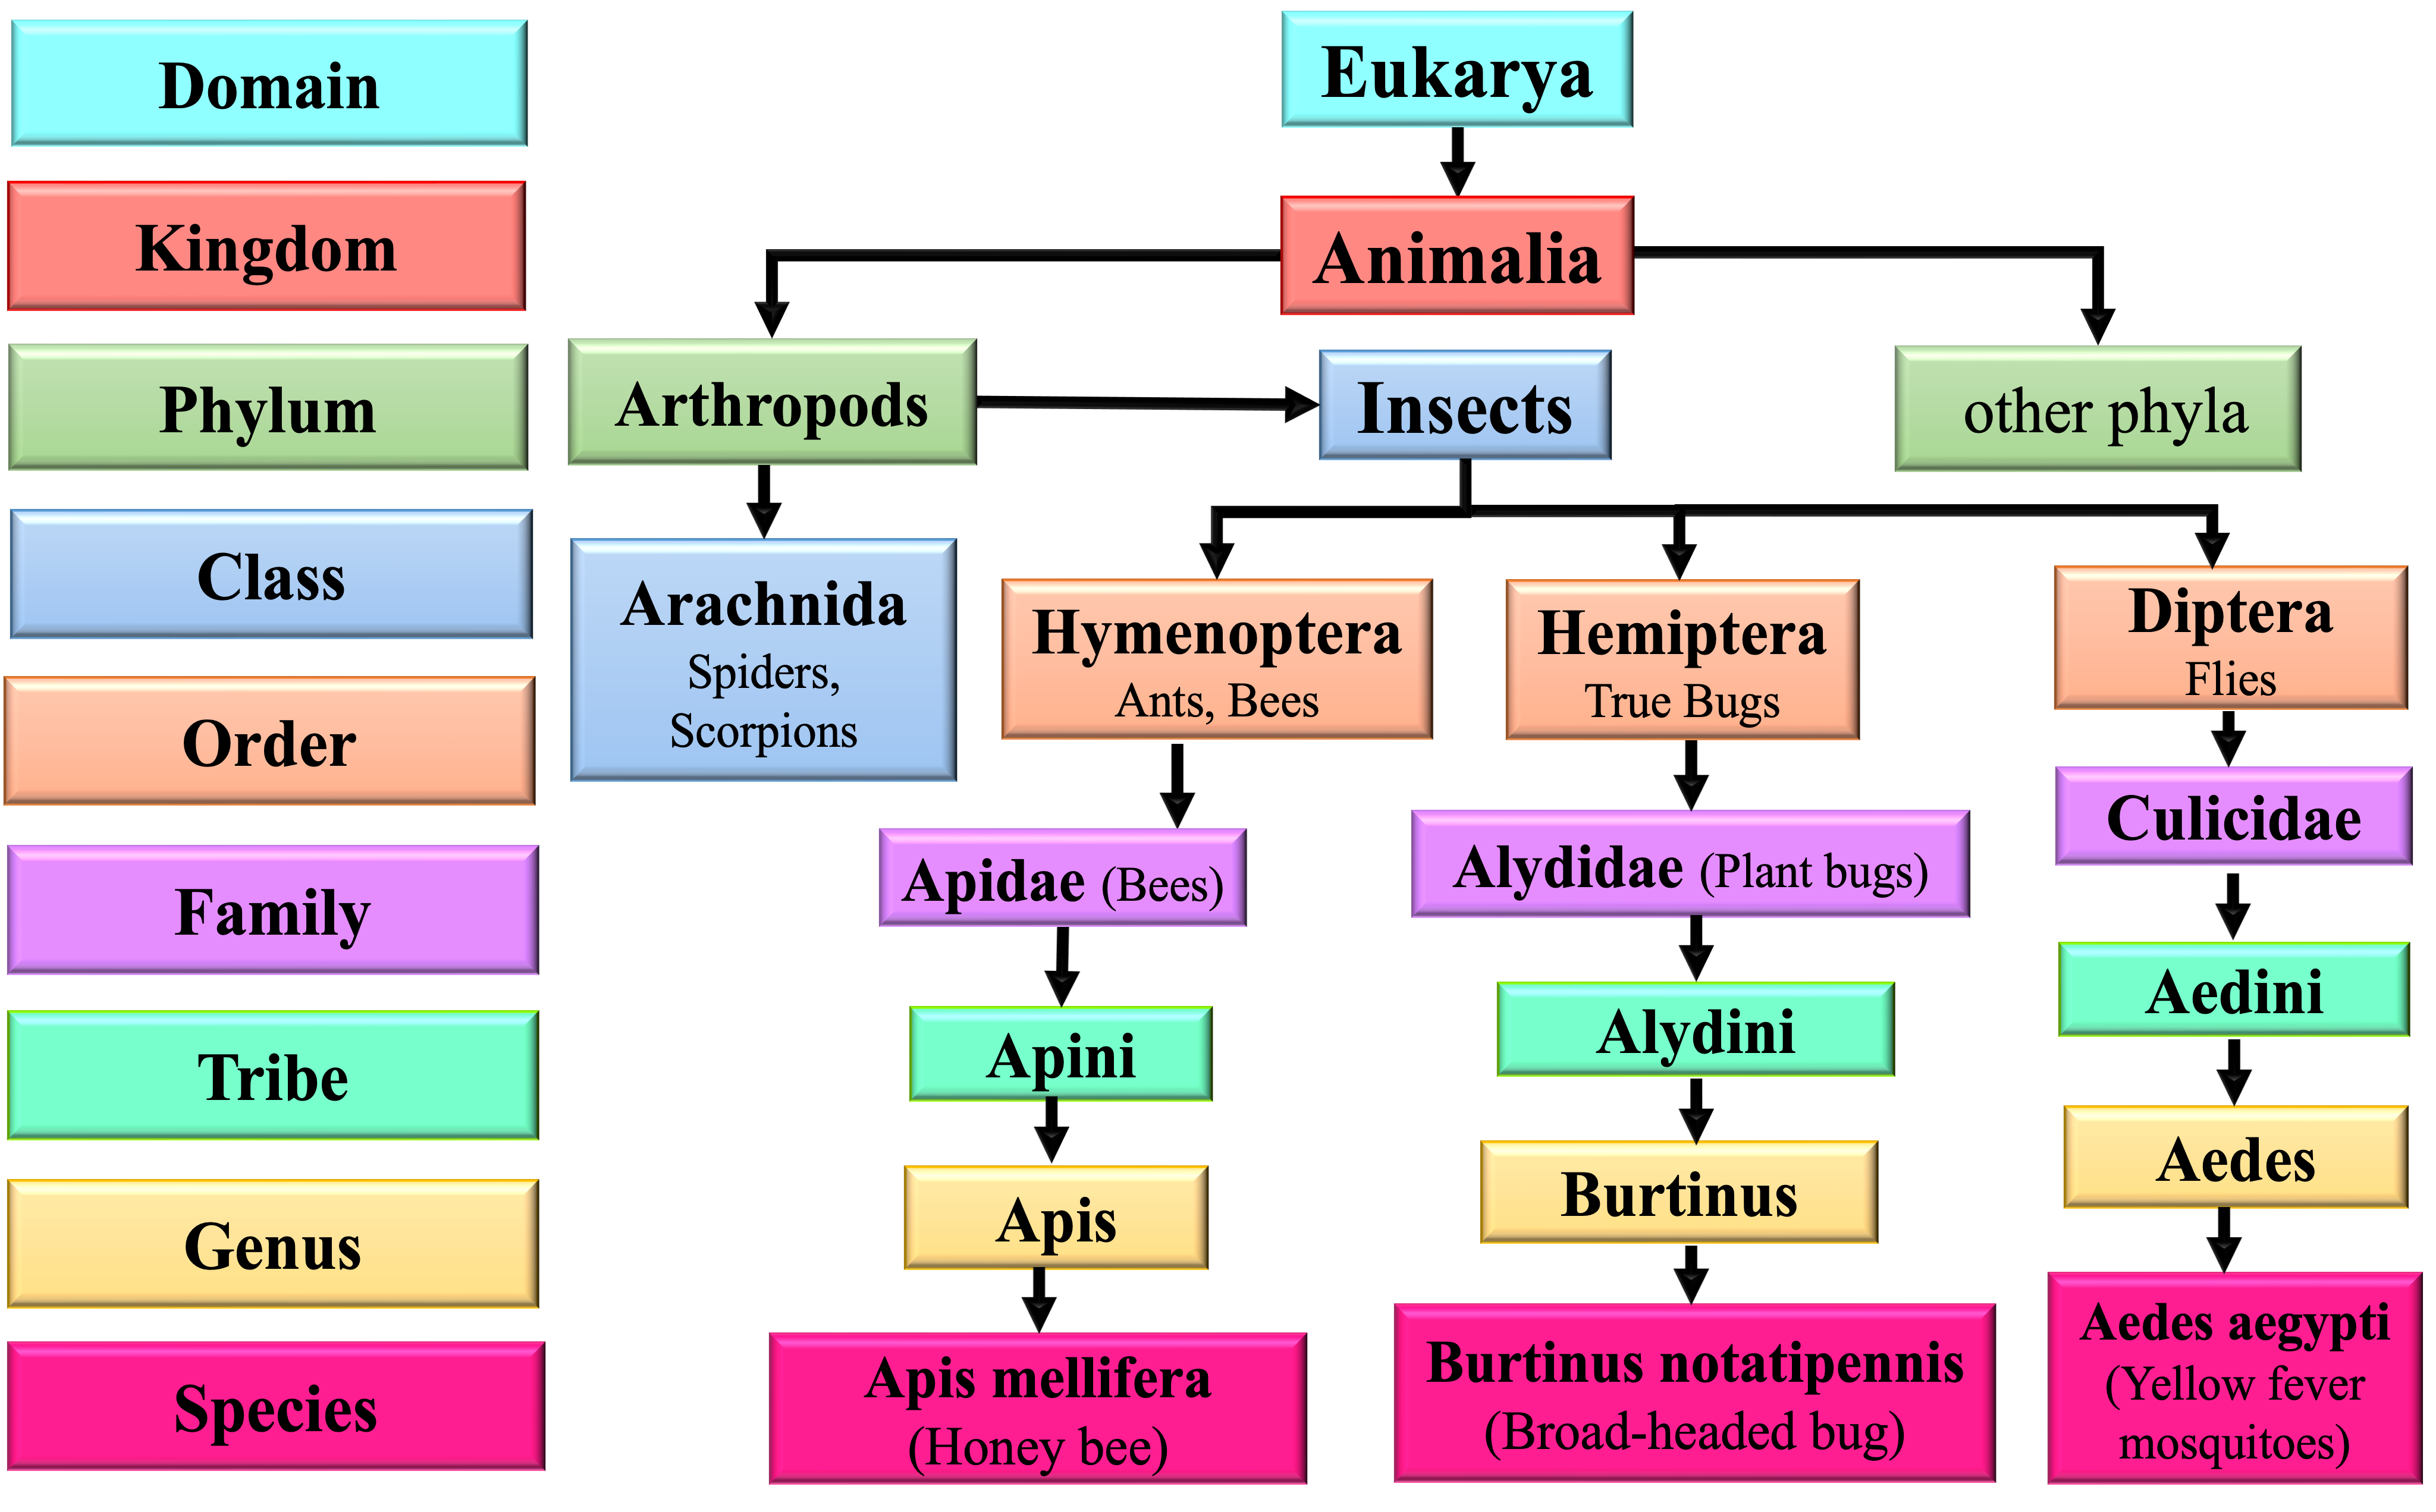 Domain
Kingdom
Phylum
Class
Order
Family
Tribe
Genus
Species
Eukarya
Animalia
Arthropods
Insects
other phyla
Arachnida
Spiders,
Scorpions
Hymenoptera
Ants, Bees
Hemiptera
True Bugs
Diptera
Flies
Apidae (Bees)
Alydidae (Plant bugs)
Culicidae
Apini
Alydini
Aedini
Apis
Burtinus
Aedes
Apis mellifera
(Honey bee)
Burtinus notatipennis
(Broad-headed bug)
Aedes aegypti
(Yellow fever
mosquitoes)